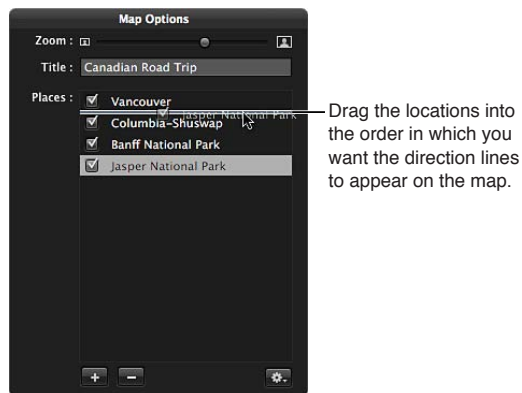 Map Options
Zoom :
Title : Canadian Road Trip
Places : Vancouver
Jasper National Park
Columbia-Shuswap
Banff National Park
Jasper National Park
Drag the locations into
the order in which you
want the direction lines
to appear on the map.